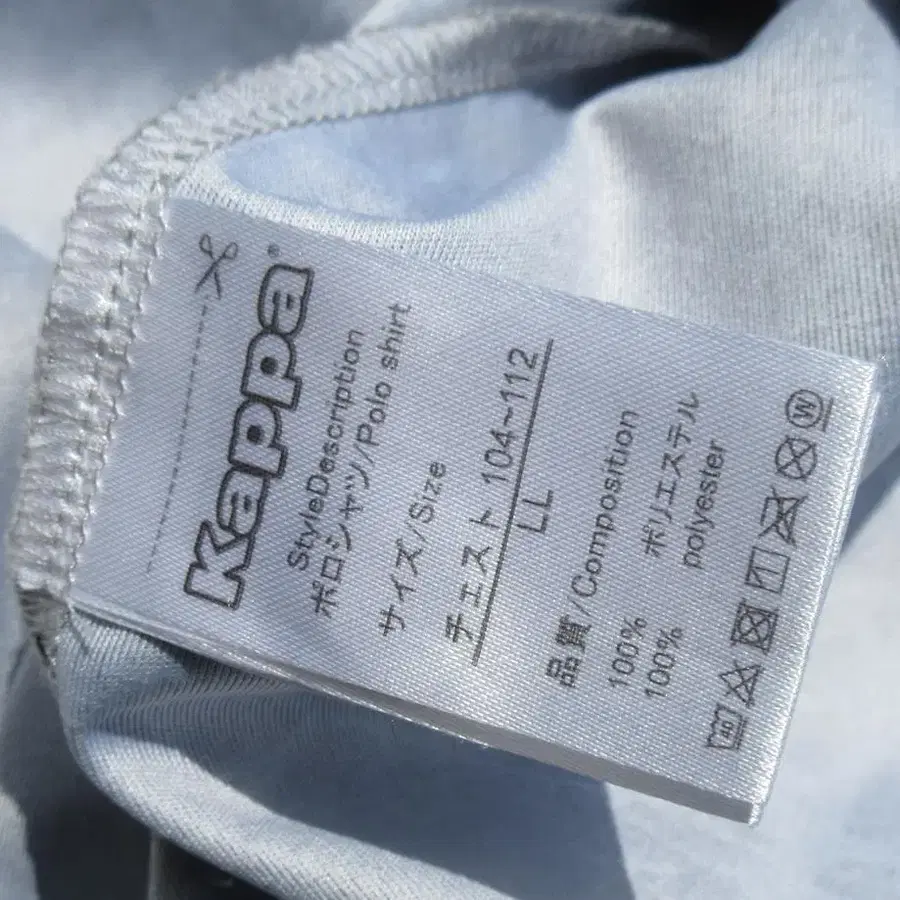 Kappa®
StyleDescription
ポロシャツ/Polo shirt
サイズ/Size
チェスト 104~112
LL
品質/Composition
100% ポリエステル
100% polyester
40
W